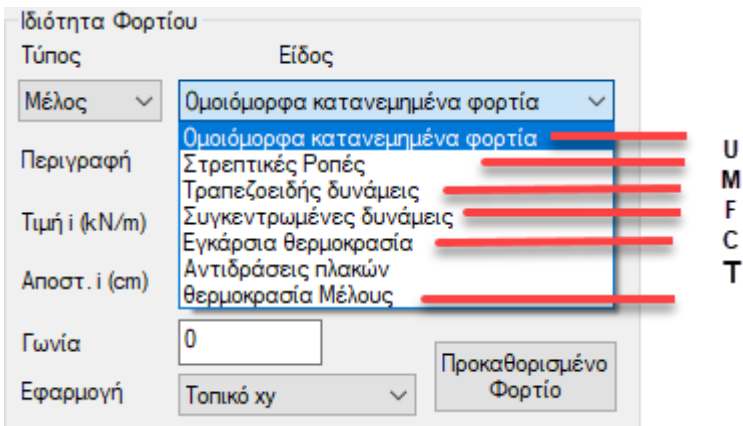 Ιδιότητα Φορτίου
Τύπος Είδος
Μέλος Ομοιόμορφα κατανεμημένα φορτία
Ομοιόμορφα κατανεμημένα φορτία
Στρεπτικές Ροπές
Τραπεζοειδής δυνάμεις
Συγκεντρωμένες δυνάμεις
Εγκάρσια θερμοκρασία
Αντιδράσεις πλακών
θερμοκρασία Μέλους
Περιγραφή
Τιμή i (kN/m)
Αποστ. i (cm)
Γωνία 0
Εφαρμογή Τοπικό xy
Προκαθορισμένο
Φορτίο
U
M
F
C
T